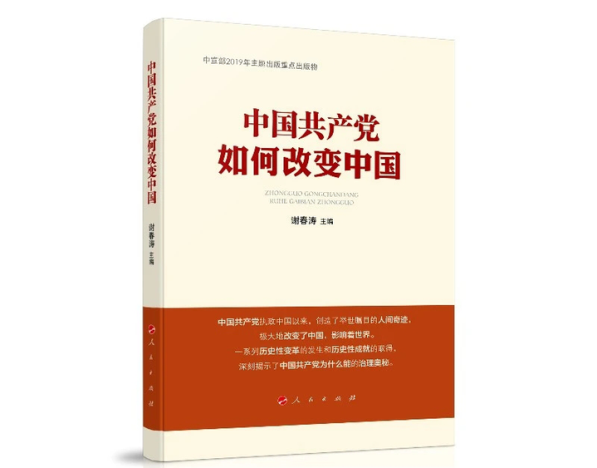 中宣部2019年主题出版重点出版物
中国共产党
如何改变中国
ZHONGGUO GONGCHANDANG
RUHE GAIBIAN ZHONGGUO
谢春涛 主编
中国共产党执政中国以来，创造了举世瞩目的人间奇迹，
极大地改变了中国，影响着世界。
一系列历史性变革的发生和历史性成就的取得，
深刻揭示了中国共产党为什么能的治理奥秘。
人民出版社
中国共产党如何改变中国
谢春涛 主编
人民出版社